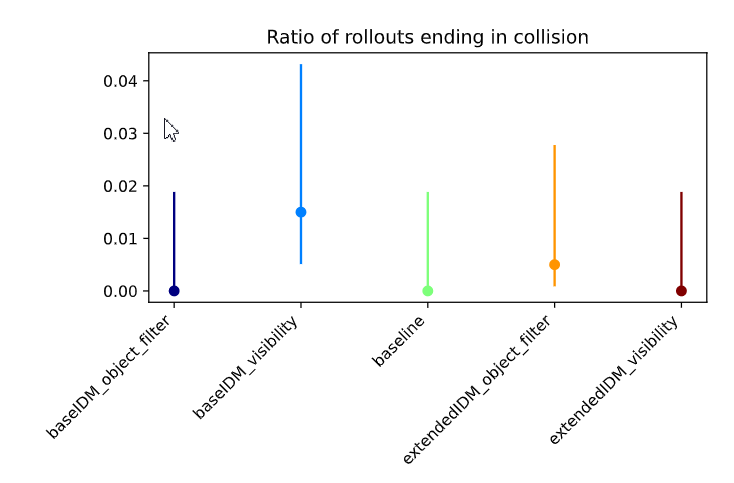 Ratio of rollouts ending in collision
0.04
0.03
0.02
0.01
0.00
baseIDM_object_filter
baseIDM_visibility
baseline
extendedIDM_object_filter
extendedIDM_visibility